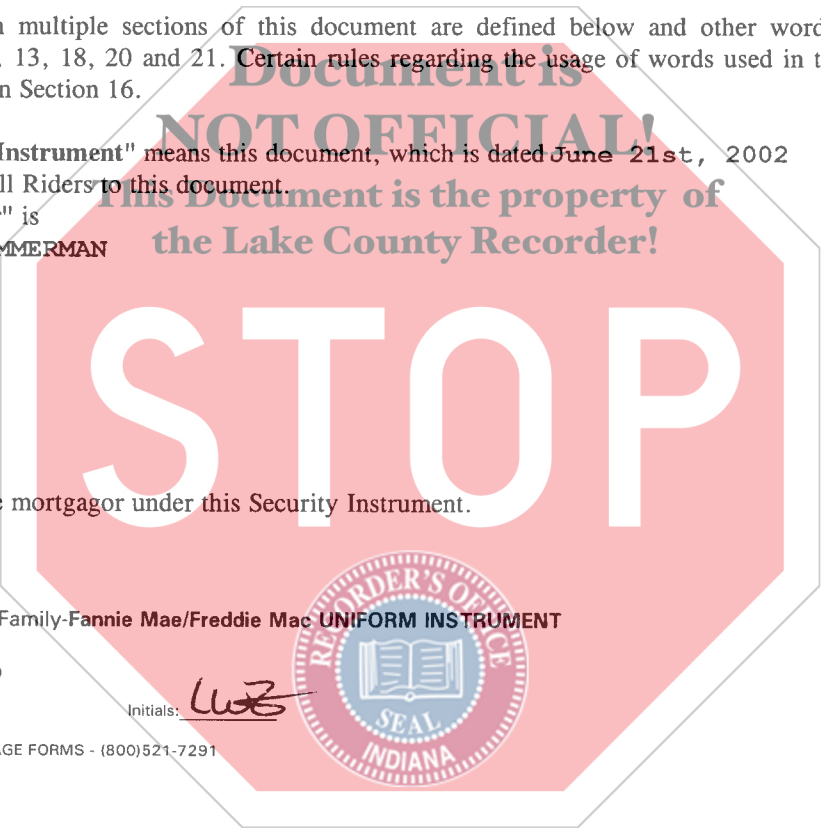 multiple sections of this document are defined below and other word
13, 18, 20 and 21. Certain rules regarding the usage of words used in t
n Section 16.
Document is
NOT OFFICIAL!
Instrument" means this document, which is dated June 21st, 2002
ll Riders to this document.
This Document is the property of
" is
MMERMAN
the Lake County Recorder!
STOP
mortgagor under this Security Instrument.
Family-Fannie Mae/Freddie Mac UNIFORM INSTRUMENT
RECORDER'S OFFICE
SEAL
INDIANA
Initials: LWZ
AGE FORMS - (800)521-7291